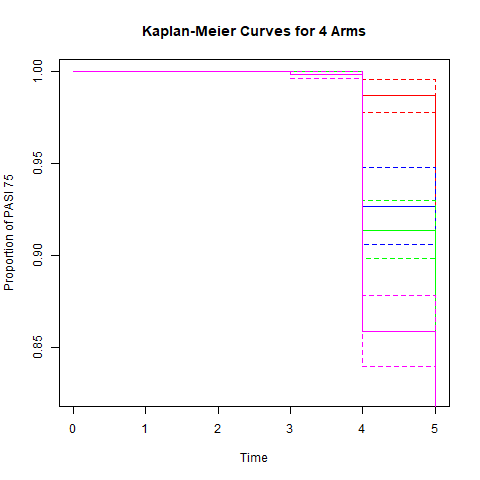 Kaplan-Meier Curves for 4 Arms
Proportion of PASI 75
1.00
0.95
0.90
0.85
0 1 2 3 4 5
Time